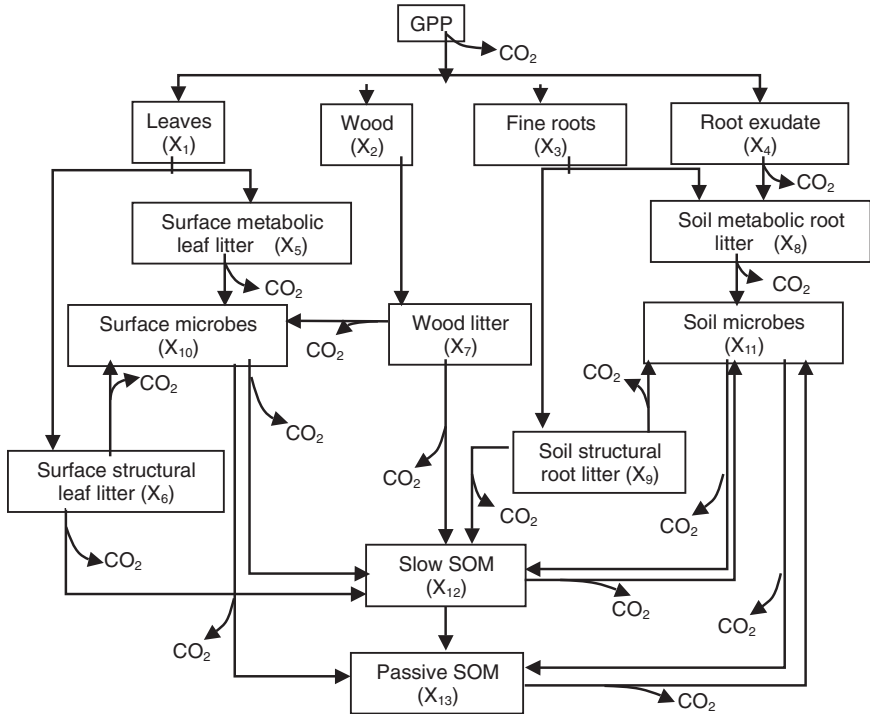 GPP
CO₂
Leaves
(X₁)
Wood
(X₂)
Fine roots
(X₃)
Root exudate
(X₄)
CO₂
Surface metabolic
leaf litter (X₅)
Soil metabolic root
litter (X₈)
CO₂
CO₂
Surface microbes
(X₁₀)
Wood litter
(X₇)
Soil microbes
(X₁₁)
CO₂
CO₂
CO₂
CO₂
Surface structural
leaf litter (X₆)
Soil structural
root litter (X₉)
CO₂
CO₂
CO₂
CO₂
Slow SOM
(X₁₂)
CO₂
CO₂
CO₂
CO₂
Passive SOM
(X₁₃)
CO₂